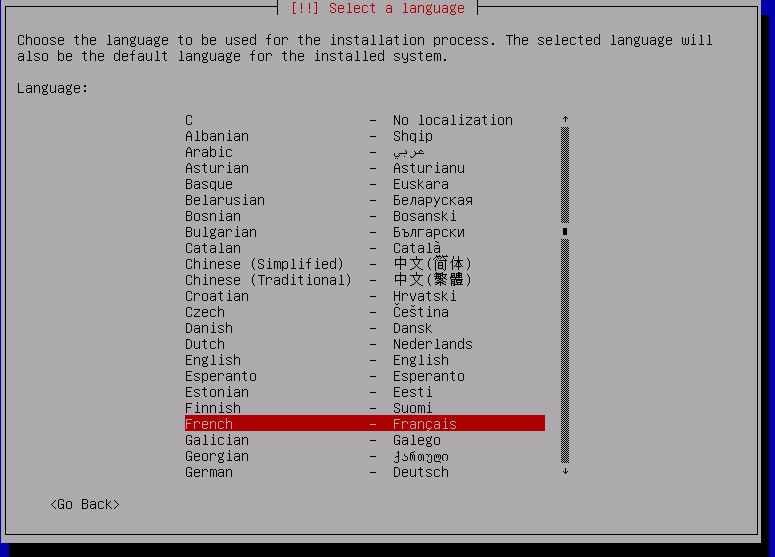 [!!] Select a language
Choose the language to be used for the installation process. The selected language will
also be the default language for the installed system.
Language:
C - No localization
Albanian - Shqip
Arabic - عربي
Asturian - Asturianu
Basque - Euskara
Belarusian - Беларуская
Bosnian - Bosanski
Bulgarian - Български
Catalan - Català
Chinese (Simplified) - 中文(简体)
Chinese (Traditional) - 中文(繁體)
Croatian - Hrvatski
Czech - Čeština
Danish - Dansk
Dutch - Nederlands
English - English
Esperanto - Esperanto
Estonian - Eesti
Finnish - Suomi
French - Français
Galician - Galego
Georgian - ქართული
German - Deutsch
<Go Back>